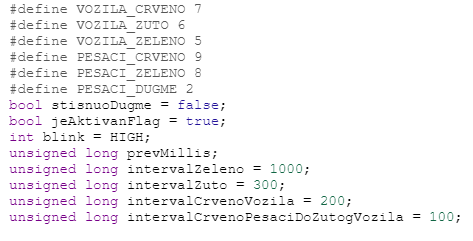 #define VOZILA_CRVENO 7
#define VOZILA_ZUTO 6
#define VOZILA_ZELENO 5
#define PESACI_CRVENO 9
#define PESACI_ZELENO 8
#define PESACI_DUGME 2
bool stisnuoDugme = false;
bool jeAktivanFlag = true;
int blink = HIGH;
unsigned long prevMillis;
unsigned long intervalZeleno = 1000;
unsigned long intervalZuto = 300;
unsigned long intervalCrvenoVozila = 200;
unsigned long intervalCrvenoPesaciDoZutogVozila = 100;